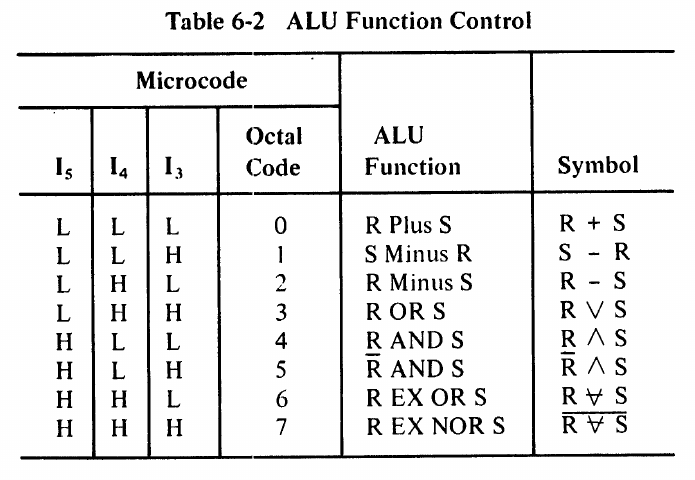 Table 6-2 ALU Function Control
Microcode
I₅ I₄ I₃ Octal Code ALU Function Symbol
L L L 0 R Plus S R + S
L L H 1 S Minus R S − R
L H L 2 R Minus S R − S
L H H 3 R OR S R ∨ S
H L L 4 R AND S R ∧ S
H L H 5 R̅ AND S R̅ ∧ S
H H L 6 R EX OR S R ⊻ S
H H H 7 R EX NOR S R̅ ̅⊻̅ ̅S̅